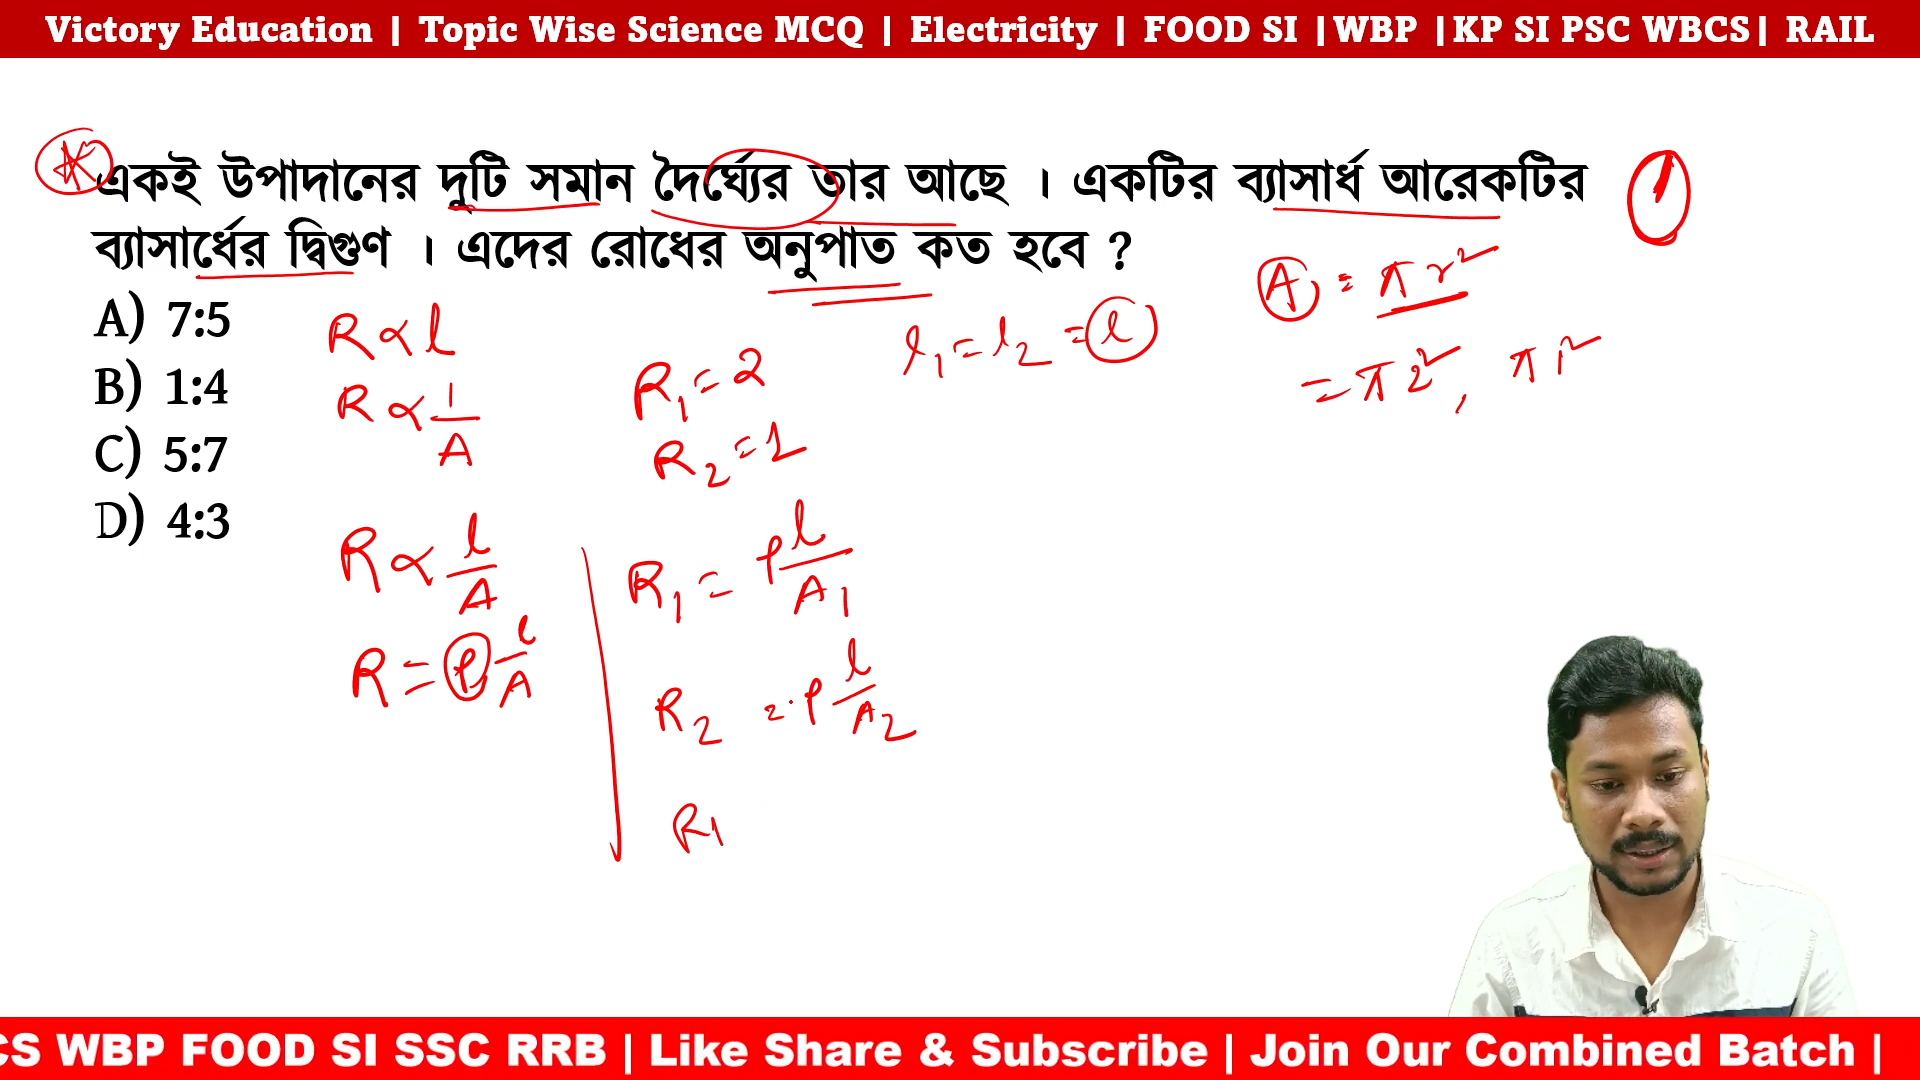 Victory Education | Topic Wise Science MCQ | Electricity | FOOD SI |WBP |KP SI PSC WBCS| RAIL
একই উপাদানের দুটি সমান দৈর্ঘ্যের তার আছে । একটির ব্যাসার্ধ আরেকটির
ব্যাসার্ধের দ্বিগুণ । এদের রোধের অনুপাত কত হবে ?
A) 7:5
B) 1:4
C) 5:7
D) 4:3
R ∝ l
R ∝ 1/A
R ∝ l/A
R = ρ l/A
R₁ = 2
R₂ = 1
R₁ = ρ l/A₁
R₂ = ρ l/A₂
R₁
l₁ = l₂ = l
A = πr²
= π2², π1²
CS WBP FOOD SI SSC RRB | Like Share & Subscribe | Join Our Combined Batch |